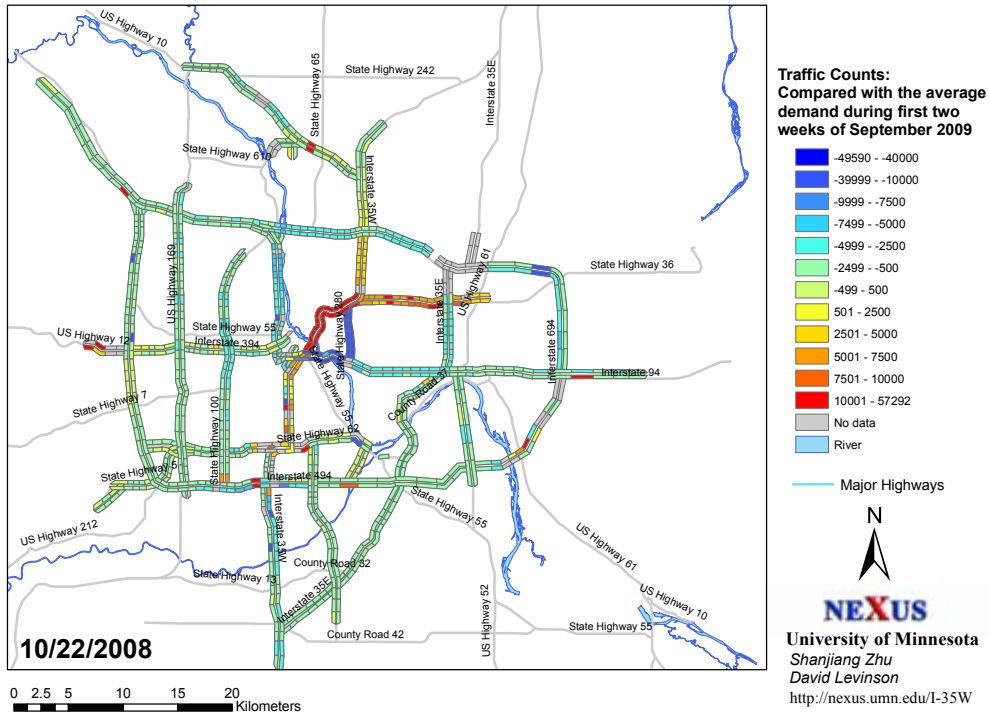 US Highway 10
State Highway 65
State Highway 242
Interstate 35E
State Highway 610
Interstate 35W
US Highway 169
US Highway 61
State Highway 36
Interstate 35E
State Highway 280
State Highway 55
US Highway 12
Interstate 394
Interstate 694
Interstate 94
State Highway 55
County Road 37
State Highway 7
State Highway 100
State Highway 62
State Highway 5
Interstate 494
Interstate 35W
State Highway 55
US Highway 212
US Highway 61
County Road 32
State Highway 13
Interstate 35E
US Highway 52
US Highway 10
State Highway 55
County Road 42
10/22/2008
0 2.5 5 10 15 20
Kilometers
Traffic Counts:
Compared with the average
demand during first two
weeks of September 2009
-49590 - -40000
-39999 - -10000
-9999 - -7500
-7499 - -5000
-4999 - -2500
-2499 - -500
-499 - 500
501 - 2500
2501 - 5000
5001 - 7500
7501 - 10000
10001 - 57292
No data
River
Major Highways
N
NEXUS
University of Minnesota
Shanjiang Zhu
David Levinson
http://nexus.umn.edu/I-35W